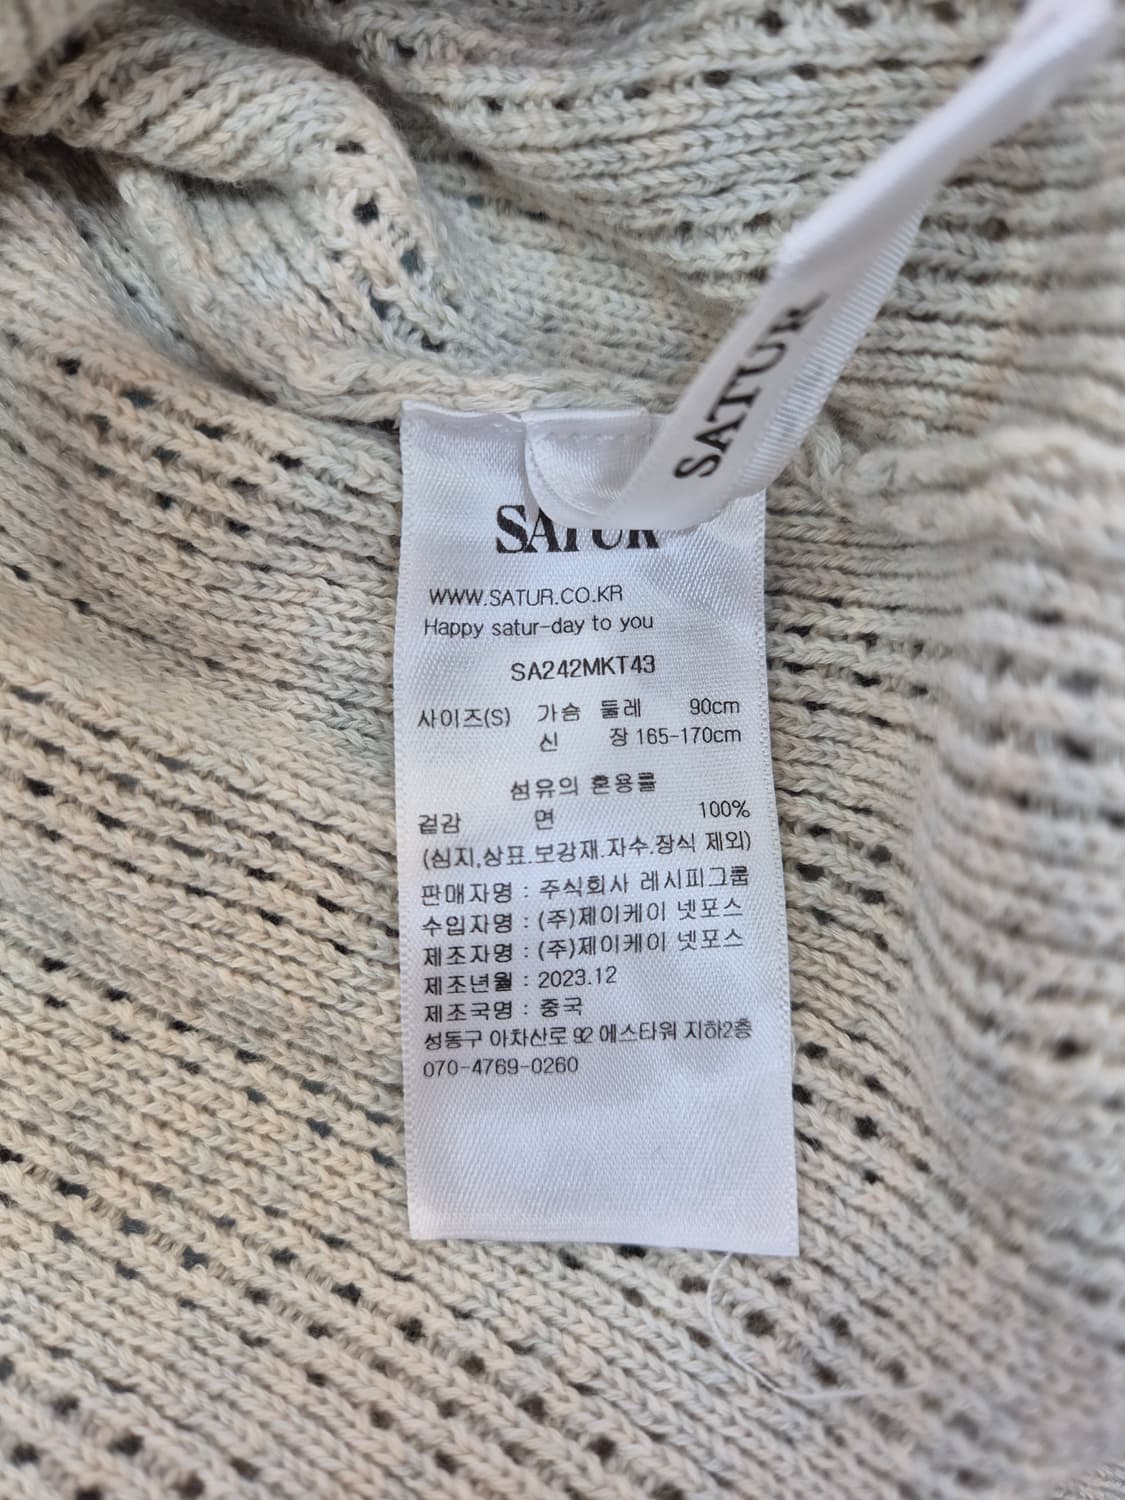 SATUR
SATUR
WWW.SATUR.CO.KR
Happy satur-day to you
SA242MKT43
사이즈(S) 가슴 둘레 90cm
신 장 165-170cm
섬유의 혼용률
겉감 면 100%
(심지,상표.보강재.자수.장식 제외)
판매자명 : 주식회사 레시피그룹
수입자명 : (주)제이케이 넷포스
제조자명 : (주)제이케이 넷포스
제조년월 : 2023.12
제조국명 : 중국
성동구 아차산로 92 에스타워 지하2층
070-4769-0260